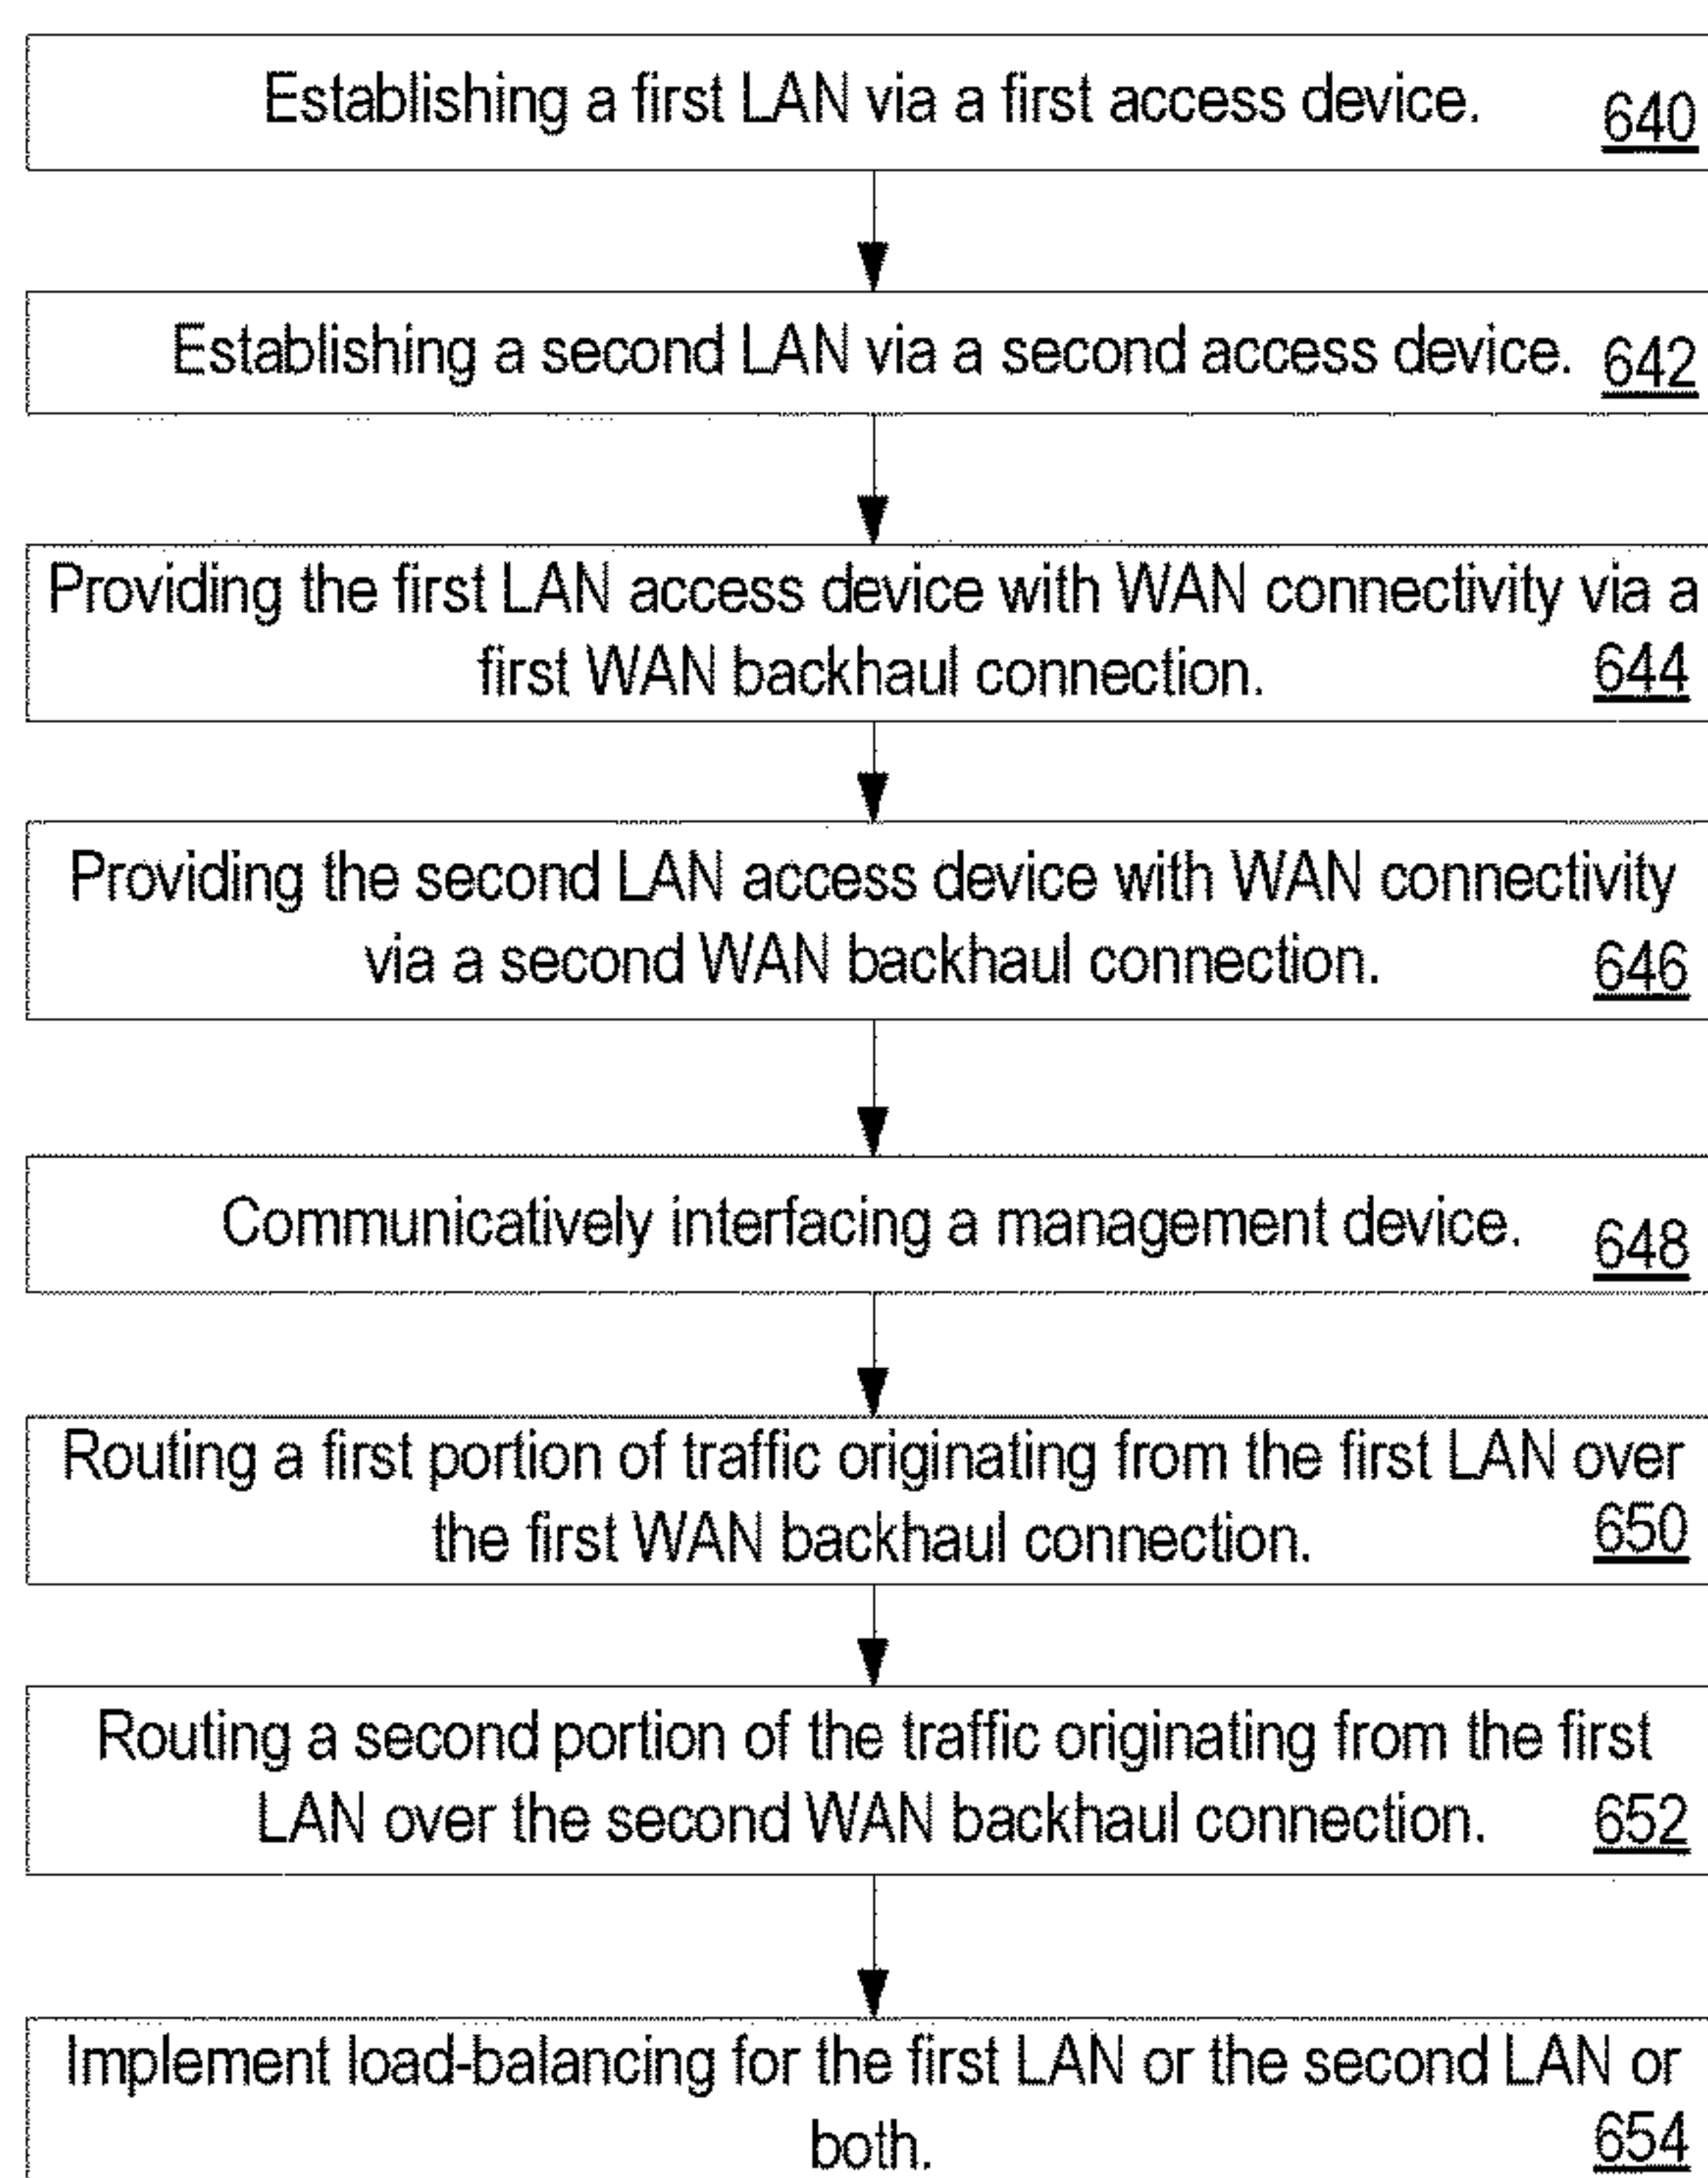 Establishing a first LAN via a first access device. 640
Establishing a second LAN via a second access device. 642
Providing the first LAN access device with WAN connectivity via a
first WAN backhaul connection. 644
Providing the second LAN access device with WAN connectivity
via a second WAN backhaul connection. 646
Communicatively interfacing a management device. 648
Routing a first portion of traffic originating from the first LAN over
the first WAN backhaul connection. 650
Routing a second portion of the traffic originating from the first
LAN over the second WAN backhaul connection. 652
Implement load-balancing for the first LAN or the second LAN or
both. 654